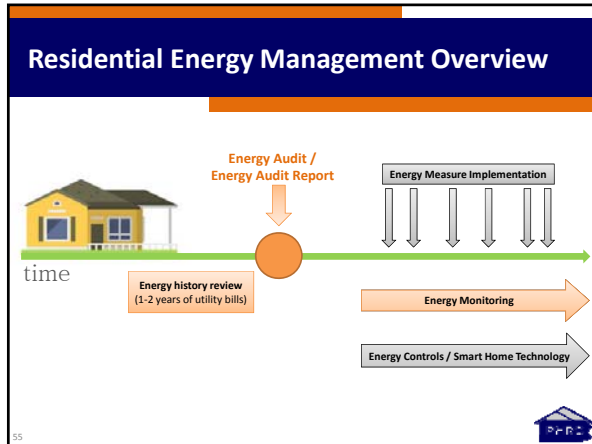 Residential Energy Management Overview
Energy Audit /
Energy Audit Report
Energy Measure Implementation
time
Energy history review
(1-2 years of utility bills)
Energy Monitoring
Energy Controls / Smart Home Technology
55